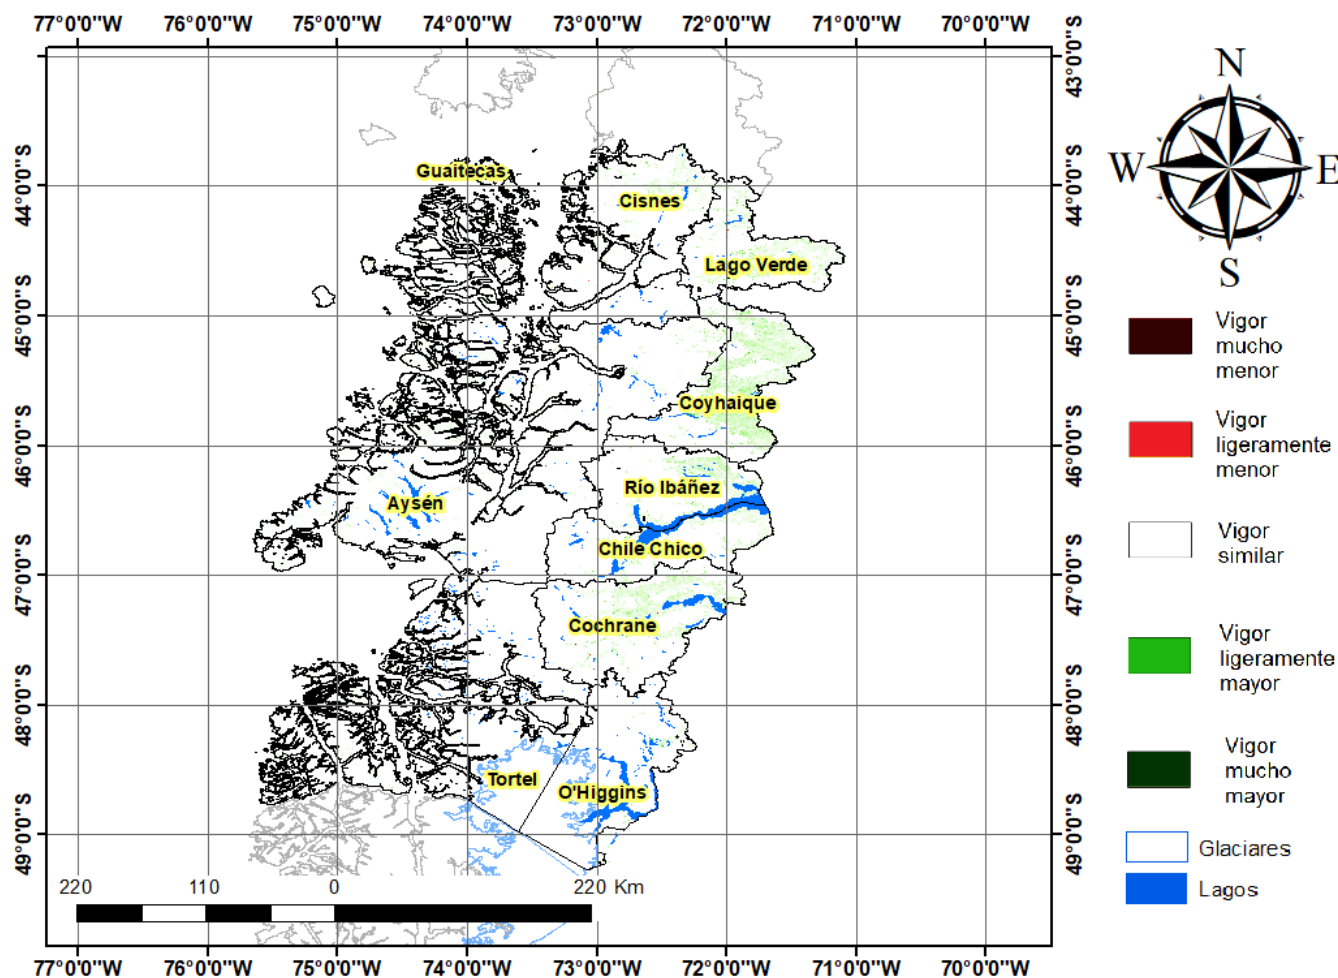 77°0'0"W 76°0'0"W 75°0'0"W 74°0'0"W 73°0'0"W 72°0'0"W 71°0'0"W 70°0'0"W
43°0'0"S
N
W E
S
Guaitecas
44°0'0"S 44°0'0"S
Cisnes
Lago Verde
45°0'0"S 45°0'0"S
Coyhaique
46°0'0"S 46°0'0"S
Río Ibáñez
Aysén
Chile Chico
47°0'0"S 47°0'0"S
Cochrane
48°0'0"S 48°0'0"S
Tortel
O'Higgins
49°0'0"S 49°0'0"S
220 110 0 220 Km
77°0'0"W 76°0'0"W 75°0'0"W 74°0'0"W 73°0'0"W 72°0'0"W 71°0'0"W 70°0'0"W
Vigor
mucho
menor
Vigor
ligeramente
menor
Vigor
similar
Vigor
ligeramente
mayor
Vigor
mucho
mayor
Glaciares
Lagos